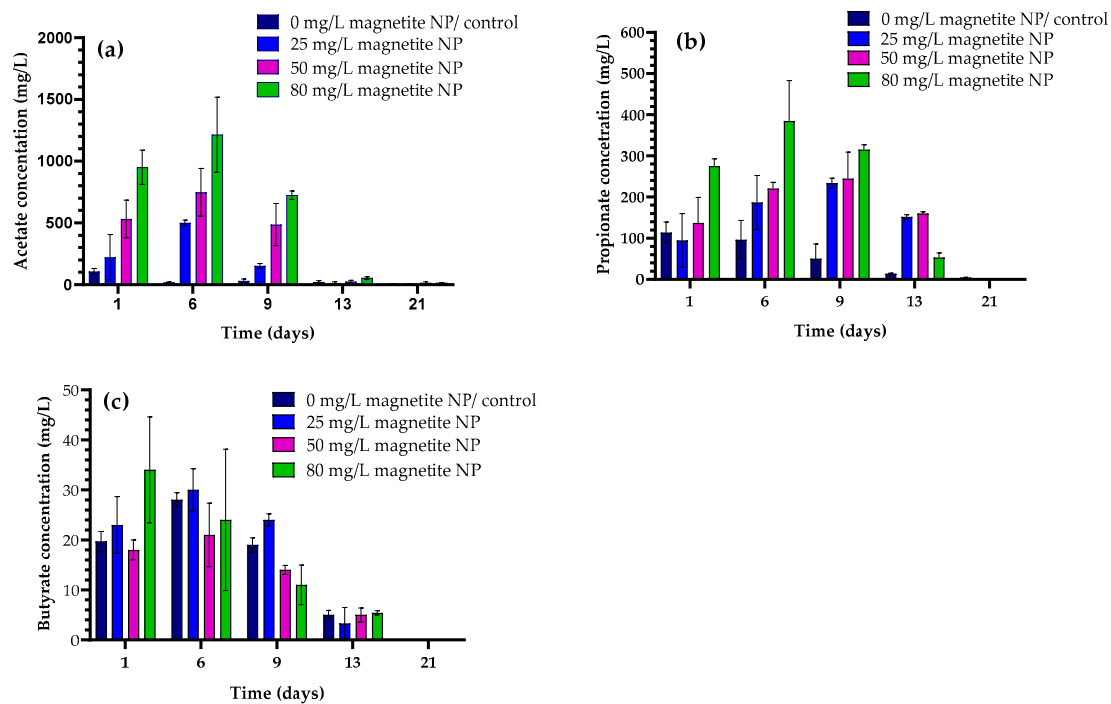 (a)
0 mg/L magnetite NP/ control
25 mg/L magnetite NP
50 mg/L magnetite NP
80 mg/L magnetite NP
Acetate concentation (mg/L)
2000
1500
1000
500
0
1 6 9 13 21
Time (days)
(b)
0 mg/L magnetite NP/ control
25 mg/L magnetite NP
50 mg/L magnetite NP
80 mg/L magnetite NP
Propionate concetration (mg/L)
600
500
400
300
200
100
0
1 6 9 13 21
Time (days)
(c)
0 mg/L magnetite NP/ control
25 mg/L magnetite NP
50 mg/L magnetite NP
80 mg/L magnetite NP
Butyrate concentration (mg/L)
50
40
30
20
10
0
1 6 9 13 21
Time (days)